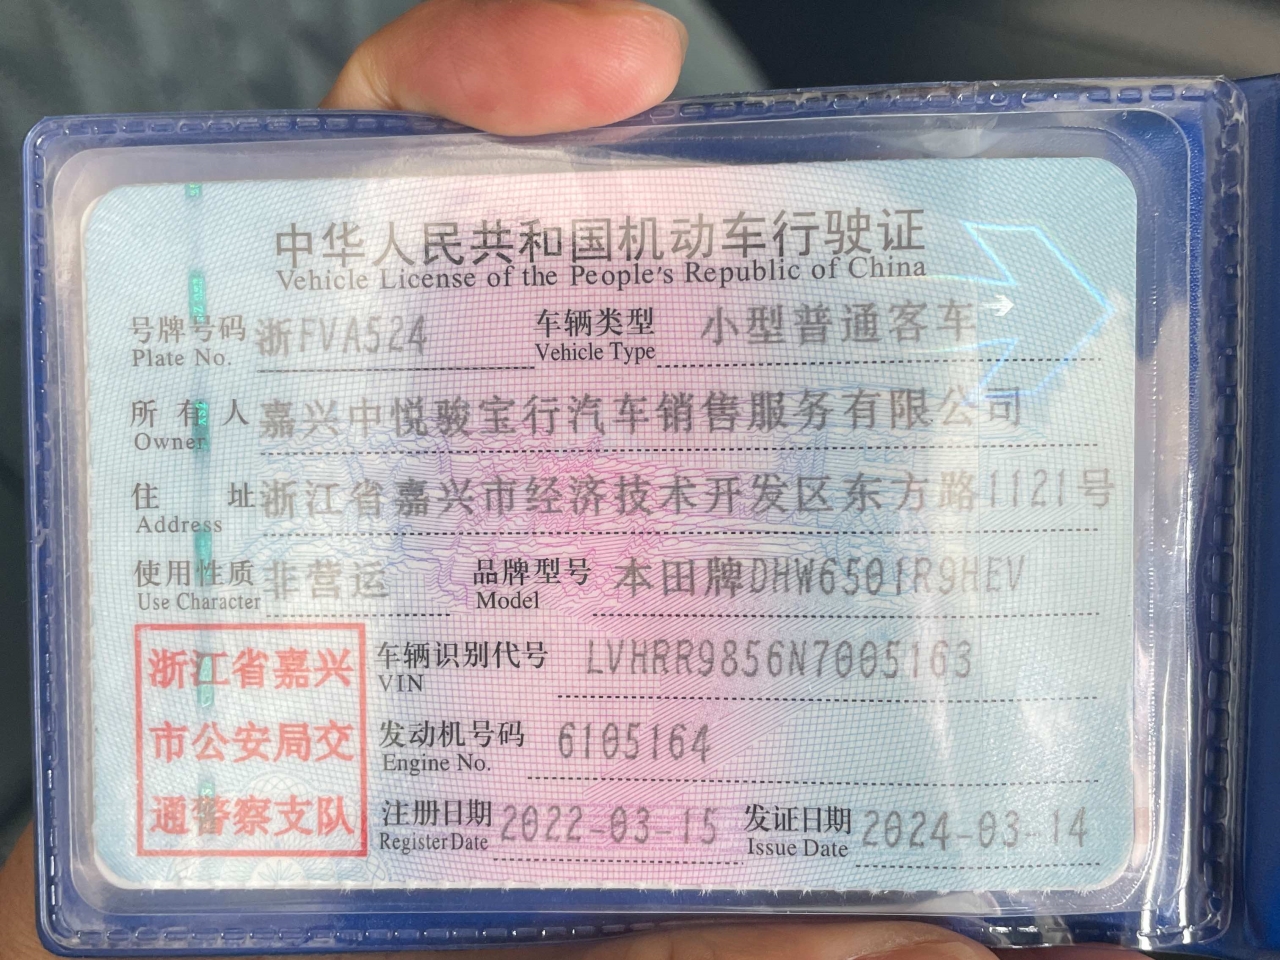 中华人民共和国机动车行驶证
Vehicle License of the People's Republic of China
号牌号码 浙FVA524 车辆类型 小型普通客车
Plate No. Vehicle Type
所有人 嘉兴中悦骏宝行汽车销售服务有限公司
Owner
住址 浙江省嘉兴市经济技术开发区东方路1121号
Address
使用性质 非营运 品牌型号 本田牌DHW6501R9HEV
Use Character Model
浙江省嘉兴
市公安局交
通警察支队
车辆识别代号 LVHRR9856N7005163
VIN
发动机号码 6105164
Engine No.
注册日期 2022-03-15 发证日期 2024-03-14
Register Date Issue Date